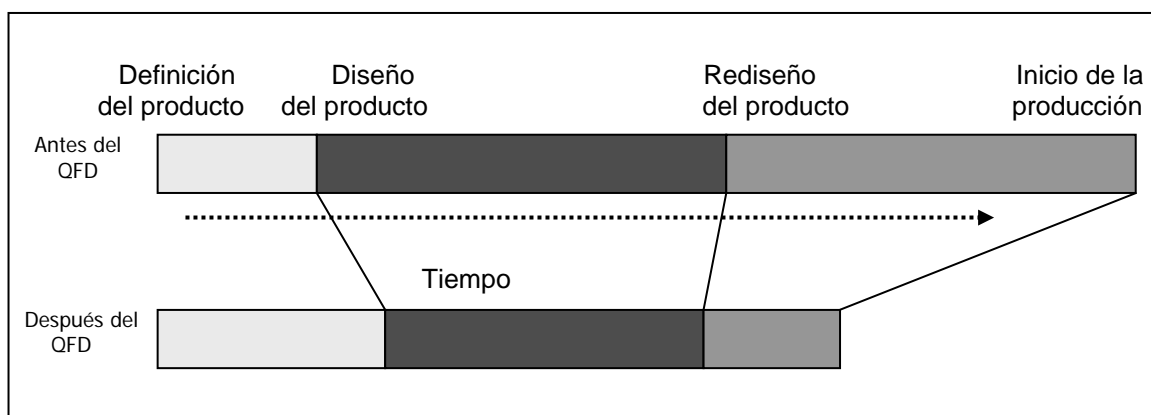 Definición
del producto
Diseño
del producto
Rediseño
del producto
Inicio de la
producción
Antes del
QFD
Tiempo
Después del
QFD